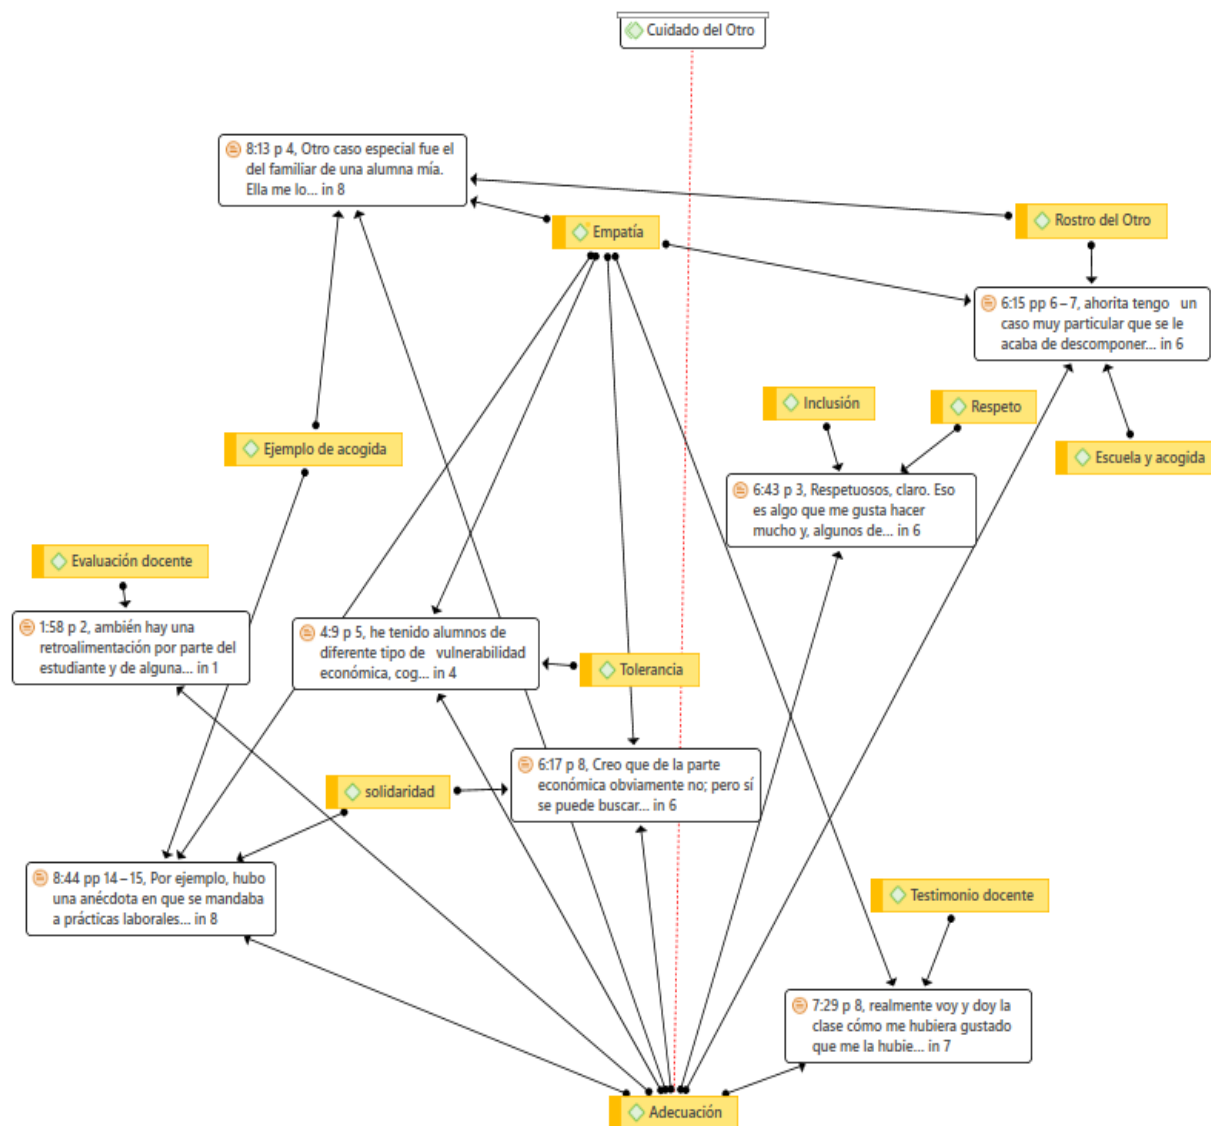 Cuidado del Otro
8:13 p 4, Otro caso especial fue el
del familiar de una alumna mía.
Ella me lo... in 8
Empatía
Rostro del Otro
6:15 pp 6–7, ahorita tengo un
caso muy particular que se le
acaba de descomponer... in 6
Inclusión
Respeto
Ejemplo de acogida
Escuela y acogida
6:43 p 3, Respetuosos, claro. Eso
es algo que me gusta hacer
mucho y, algunos de... in 6
Evaluación docente
1:58 p 2, ambién hay una
retroalimentación por parte del
estudiante y de alguna... in 1
4:9 p 5, he tenido alumnos de
diferente tipo de vulnerabilidad
económica, cog... in 4
Tolerancia
6:17 p 8, Creo que de la parte
económica obviamente no; pero sí
se puede buscar... in 6
solidaridad
8:44 pp 14–15, Por ejemplo, hubo
una anécdota en que se mandaba
a prácticas laborales... in 8
Testimonio docente
7:29 p 8, realmente voy y doy la
clase cómo me hubiera gustado
que me la hubie... in 7
Adecuación